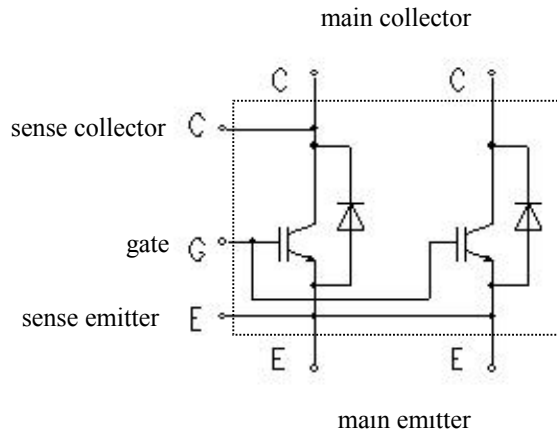 main collector
C C
sense collector C
gate G
sense emitter E
E E
main emitter